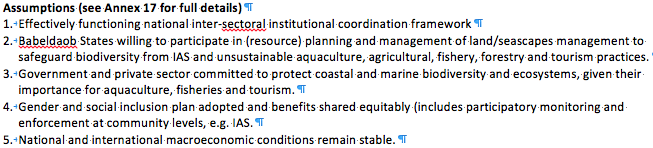 Assumptions (see Annex 17 for full details) ¶
1.→Effectively functioning national inter-sectoral institutional coordination framework ¶
2.→Babeldaob States willing to participate in (resource) planning and management of land/seascapes management to
safeguard biodiversity from IAS and unsustainable aquaculture, agricultural, fishery, forestry and tourism practices.
3.→Government and private sector committed to protect coastal and marine biodiversity and ecosystems, given their
importance for aquaculture, fisheries and tourism. ¶
4.→Gender and social inclusion plan adopted and benefits shared equitably (includes participatory monitoring and
enforcement at community levels, e.g. IAS. ¶
5.→National and international macroeconomic conditions remain stable. ¶